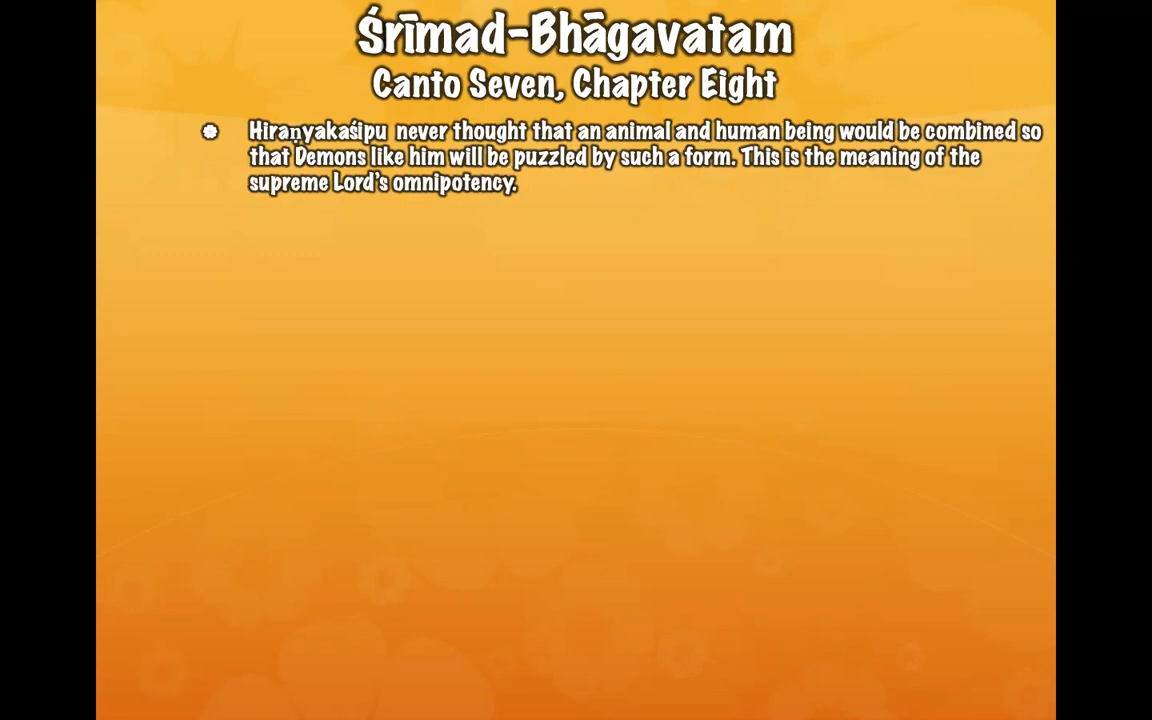 Śrīmad-Bhāgavatam
Canto Seven, Chapter Eight
Hiraṇyakaśipu never thought that an animal and human being would be combined so
that Demons like him will be puzzled by such a form. This is the meaning of the
supreme Lord's omnipotency.